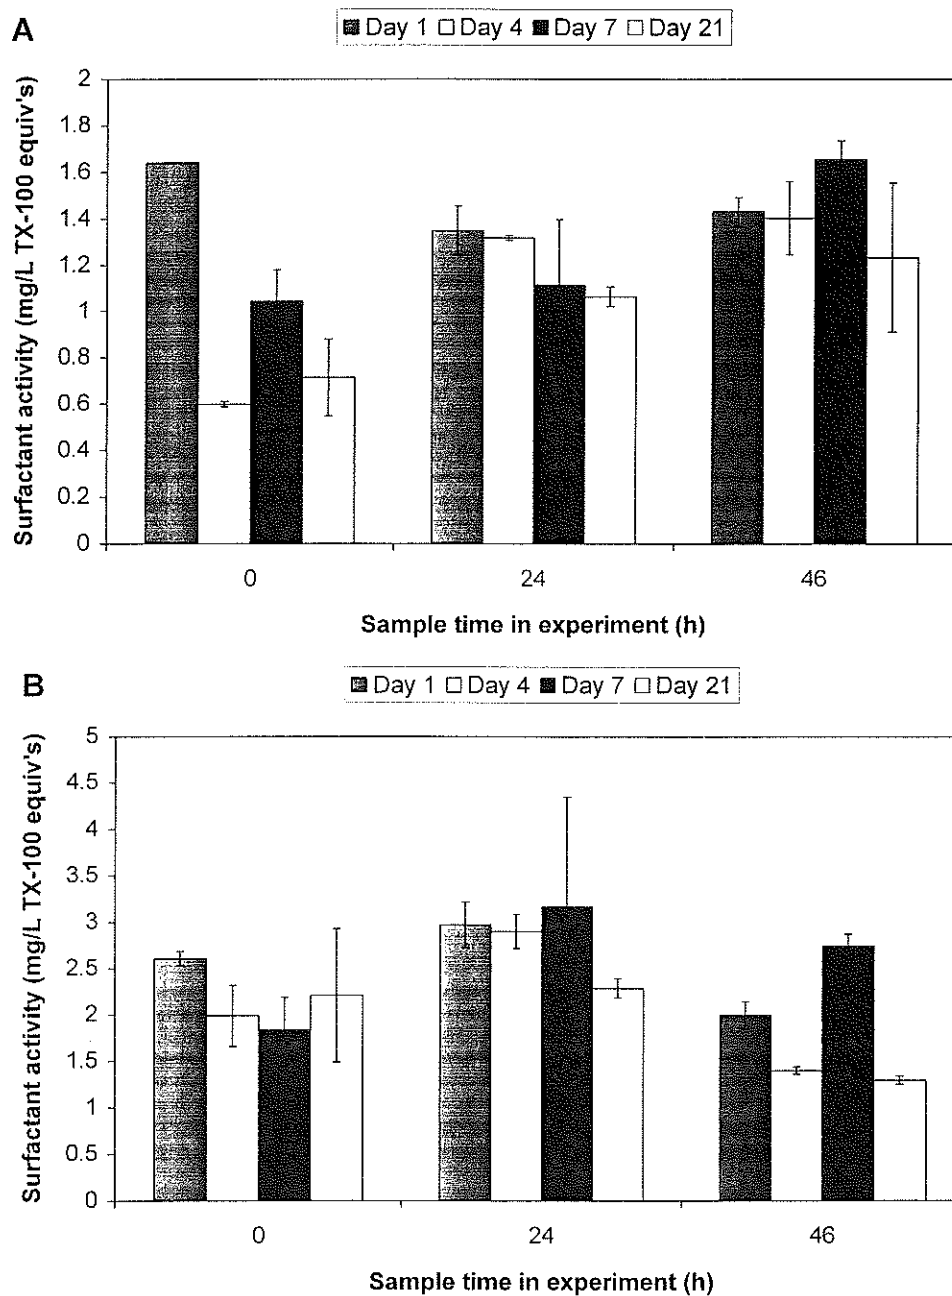 A
Day 1 Day 4 Day 7 Day 21
Surfactant activity (mg/L TX-100 equiv's)
2
1.8
1.6
1.4
1.2
1
0.8
0.6
0.4
0.2
0
0 24 46
Sample time in experiment (h)
B
Day 1 Day 4 Day 7 Day 21
Surfactant activity (mg/L TX-100 equiv's)
5
4.5
4
3.5
3
2.5
2
1.5
1
0.5
0
0 24 46
Sample time in experiment (h)